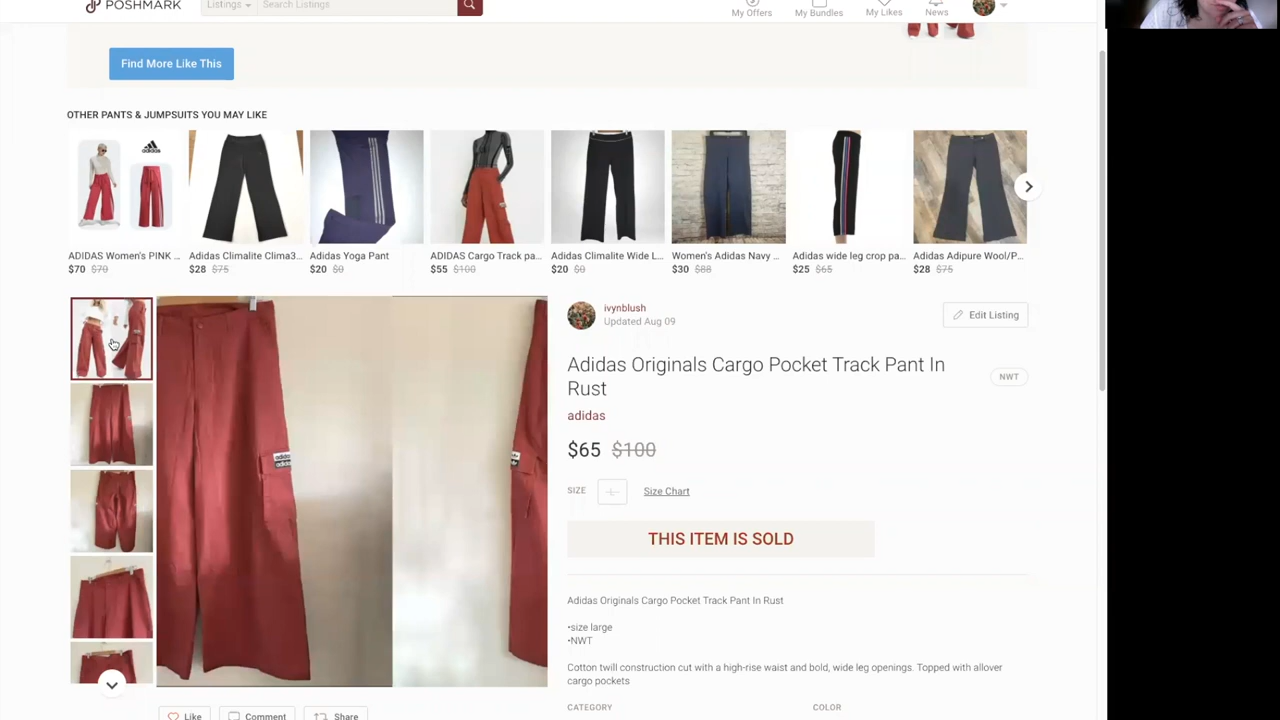 POSHMARK
Listings
Search Listings
My Offers
My Bundles
My Likes
News
Find More Like This
OTHER PANTS & JUMPSUITS YOU MAY LIKE
ADIDAS Women's PINK ...
$70 $79
Adidas Climalite Clima3...
$28 $75
Adidas Yoga Pant
$20 $0
ADIDAS Cargo Track pa...
$55 $100
Adidas Climalite Wide L...
$20 $0
Women's Adidas Navy ...
$30 $88
Adidas wide leg crop pa...
$25 $65
Adidas Adipure Wool/P...
$28 $75
ivynblush
Updated Aug 09
Edit Listing
Adidas Originals Cargo Pocket Track Pant In
Rust
NWT
adidas
$65 $100
SIZE
L
Size Chart
THIS ITEM IS SOLD
Adidas Originals Cargo Pocket Track Pant In Rust
•size large
•NWT
Cotton twill construction cut with a high-rise waist and bold, wide leg openings. Topped with allover
cargo pockets
CATEGORY
COLOR
Like
Comment
Share
adidas